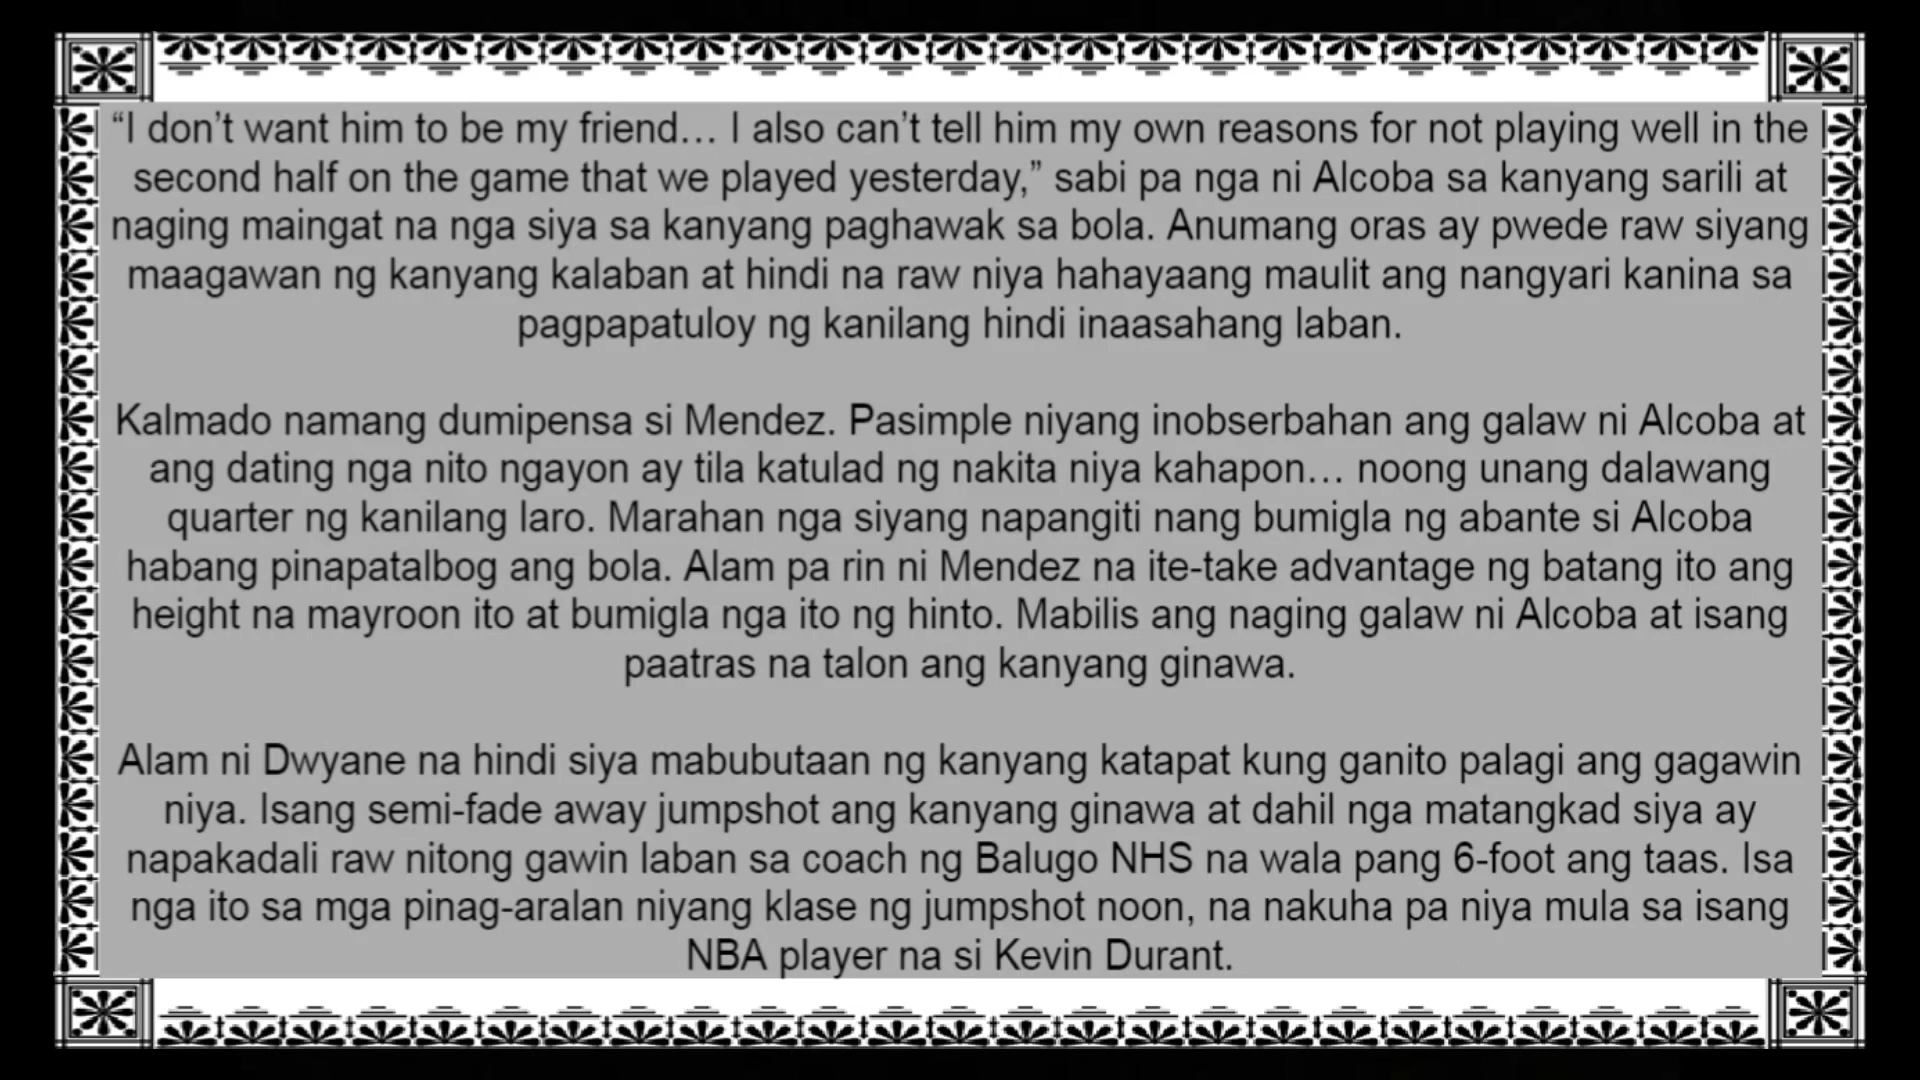 “I don’t want him to be my friend… I also can’t tell him my own reasons for not playing well in the
second half on the game that we played yesterday,” sabi pa nga ni Alcoba sa kanyang sarili at
naging maingat na nga siya sa kanyang paghawak sa bola. Anumang oras ay pwede raw siyang
maagawan ng kanyang kalaban at hindi na raw niya hahayaang maulit ang nangyari kanina sa
pagpapatuloy ng kanilang hindi inaasahang laban.
Kalmado namang dumipensa si Mendez. Pasimple niyang inobserbahan ang galaw ni Alcoba at
ang dating nga nito ngayon ay tila katulad ng nakita niya kahapon… noong unang dalawang
quarter ng kanilang laro. Marahan nga siyang napangiti nang bumigla ng abante si Alcoba
habang pinapatalbog ang bola. Alam pa rin ni Mendez na ite-take advantage ng batang ito ang
height na mayroon ito at bumigla nga ito ng hinto. Mabilis ang naging galaw ni Alcoba at isang
paatras na talon ang kanyang ginawa.
Alam ni Dwyane na hindi siya mabubutaan ng kanyang katapat kung ganito palagi ang gagawin
niya. Isang semi-fade away jumpshot ang kanyang ginawa at dahil nga matangkad siya ay
napakadali raw nitong gawin laban sa coach ng Balugo NHS na wala pang 6-foot ang taas. Isa
nga ito sa mga pinag-aralan niyang klase ng jumpshot noon, na nakuha pa niya mula sa isang
NBA player na si Kevin Durant.